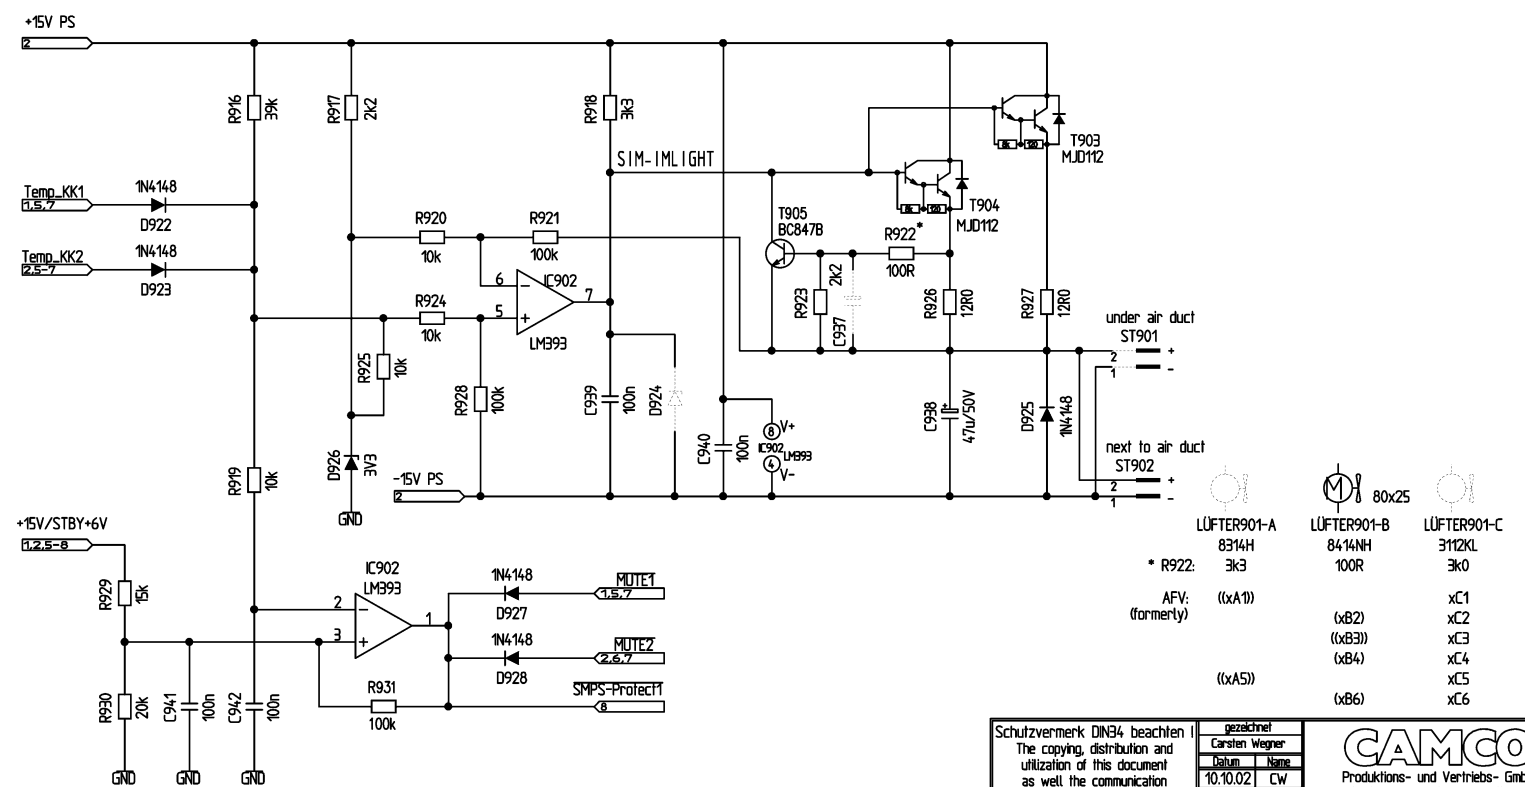 +15V PS
2
R916
39k
R917
2k2
R918
3k3
SIM-IMLIGHT
8k
120
T903
MJD112
Temp_KK1
1,5,7
1N4148
D922
Temp_KK2
2,5-7
1N4148
D923
8k
120
T904
MJD112
T905
BC847B
R922
*
100R
R920
10k
R921
100k
6
−
IC902
7
5
+
LM393
R924
10k
R925
10k
R928
100k
C939
100n
D924
R923
2k2
C937
R926
12R0
R927
12R0
under air duct
ST901
2
+
1
-
C938
+
47u/50V
D925
1N4148
C940
100n
8
V+
IC902
LM393
4
V-
D926
3V3
GND
-15V PS
2
next to air duct
ST902
2
+
1
-
R919
10k
+15V/STBY+6V
1,2,5-8
R929
15k
R930
20k
C941
100n
C942
100n
GND
GND
GND
IC902
LM393
2
−
3
+
1
R931
100k
1N4148
D927
MUTE1
1,5,7
1N4148
D928
MUTE2
2,6,7
SMPS-Protect1
8
M
80x25
LÜFTER901-A LÜFTER901-B LÜFTER901-C
8314H 8414NH 3112KL
* R922: 3k3 100R 3k0
AFV: ((xA1)) xC1
(formerly) (xB2) xC2
((xB3)) xC3
(xB4) xC4
((xA5)) xC5
(xB6) xC6
Schutzvermerk DIN34 beachten !
The copying, distribution and
utilization of this document
as well the communication
gezeichnet
Carsten Wegner
Datum Name
10.10.02 CW
CAMCO
Produktions- und Vertriebs- Gmb